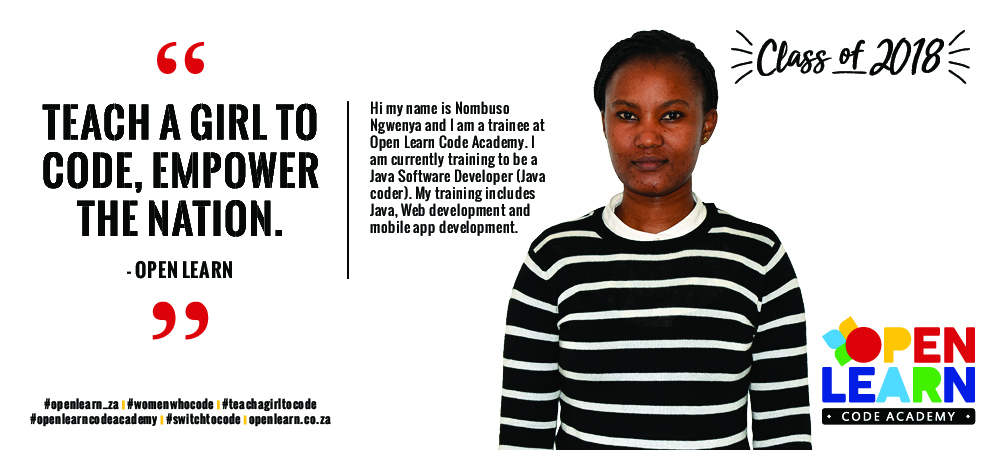 “
TEACH A GIRL TO
CODE, EMPOWER
THE NATION.
- OPEN LEARN
”
Hi my name is Nombuso
Ngwenya and I am a trainee at
Open Learn Code Academy. I
am currently training to be a
Java Software Developer (Java
coder). My training includes
Java, Web development and
mobile app development.
Class of 2018
#openlearn_za | #womenwhocode | #teachagirltocode
#openlearncodeacademy | #switchtocode | openlearn.co.za
OPEN
LEARN
• CODE ACADEMY •